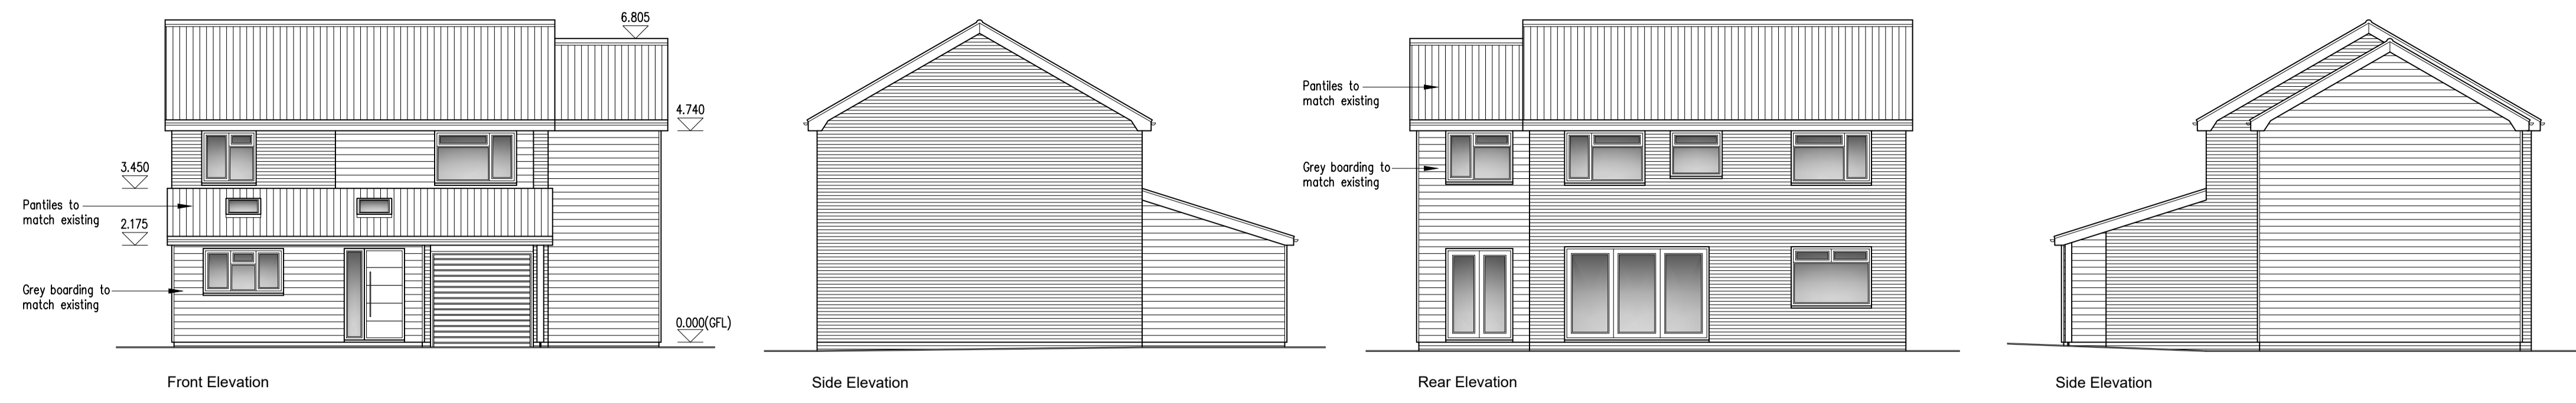 6.805
4.740
3.450
Pantiles to
match existing
2.175
Grey boarding to
match existing
0.000(GFL)
Front Elevation
Side Elevation
Pantiles to
match existing
Grey boarding to
match existing
Rear Elevation
Side Elevation